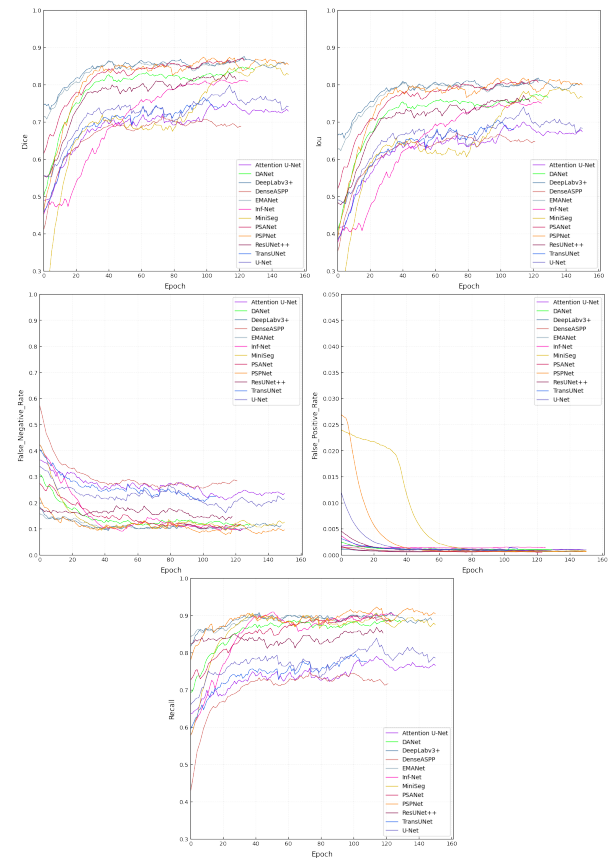 1.0
0.9
0.8
0.7
0.6
0.5
0.4
0.3
Dice
0 20 40 60 80 100 120 140 160
Epoch
Attention U-Net
DANet
DeepLabv3+
DenseASPP
EMANet
Inf-Net
MiniSeg
PSANet
PSPNet
ResUNet++
TransUNet
U-Net
1.0
0.9
0.8
0.7
0.6
0.5
0.4
0.3
Iou
0 20 40 60 80 100 120 140 160
Epoch
Attention U-Net
DANet
DeepLabv3+
DenseASPP
EMANet
Inf-Net
MiniSeg
PSANet
PSPNet
ResUNet++
TransUNet
U-Net
1.0
0.9
0.8
0.7
0.6
0.5
0.4
0.3
0.2
0.1
0.0
False_Negative_Rate
0 20 40 60 80 100 120 140 160
Epoch
Attention U-Net
DANet
DeepLabv3+
DenseASPP
EMANet
Inf-Net
MiniSeg
PSANet
PSPNet
ResUNet++
TransUNet
U-Net
0.050
0.045
0.040
0.035
0.030
0.025
0.020
0.015
0.010
0.005
0.000
False_Positive_Rate
0 20 40 60 80 100 120 140 160
Epoch
Attention U-Net
DANet
DeepLabv3+
DenseASPP
EMANet
Inf-Net
MiniSeg
PSANet
PSPNet
ResUNet++
TransUNet
U-Net
1.0
0.9
0.8
0.7
0.6
0.5
0.4
0.3
Recall
0 20 40 60 80 100 120 140 160
Epoch
Attention U-Net
DANet
DeepLabv3+
DenseASPP
EMANet
Inf-Net
MiniSeg
PSANet
PSPNet
ResUNet++
TransUNet
U-Net